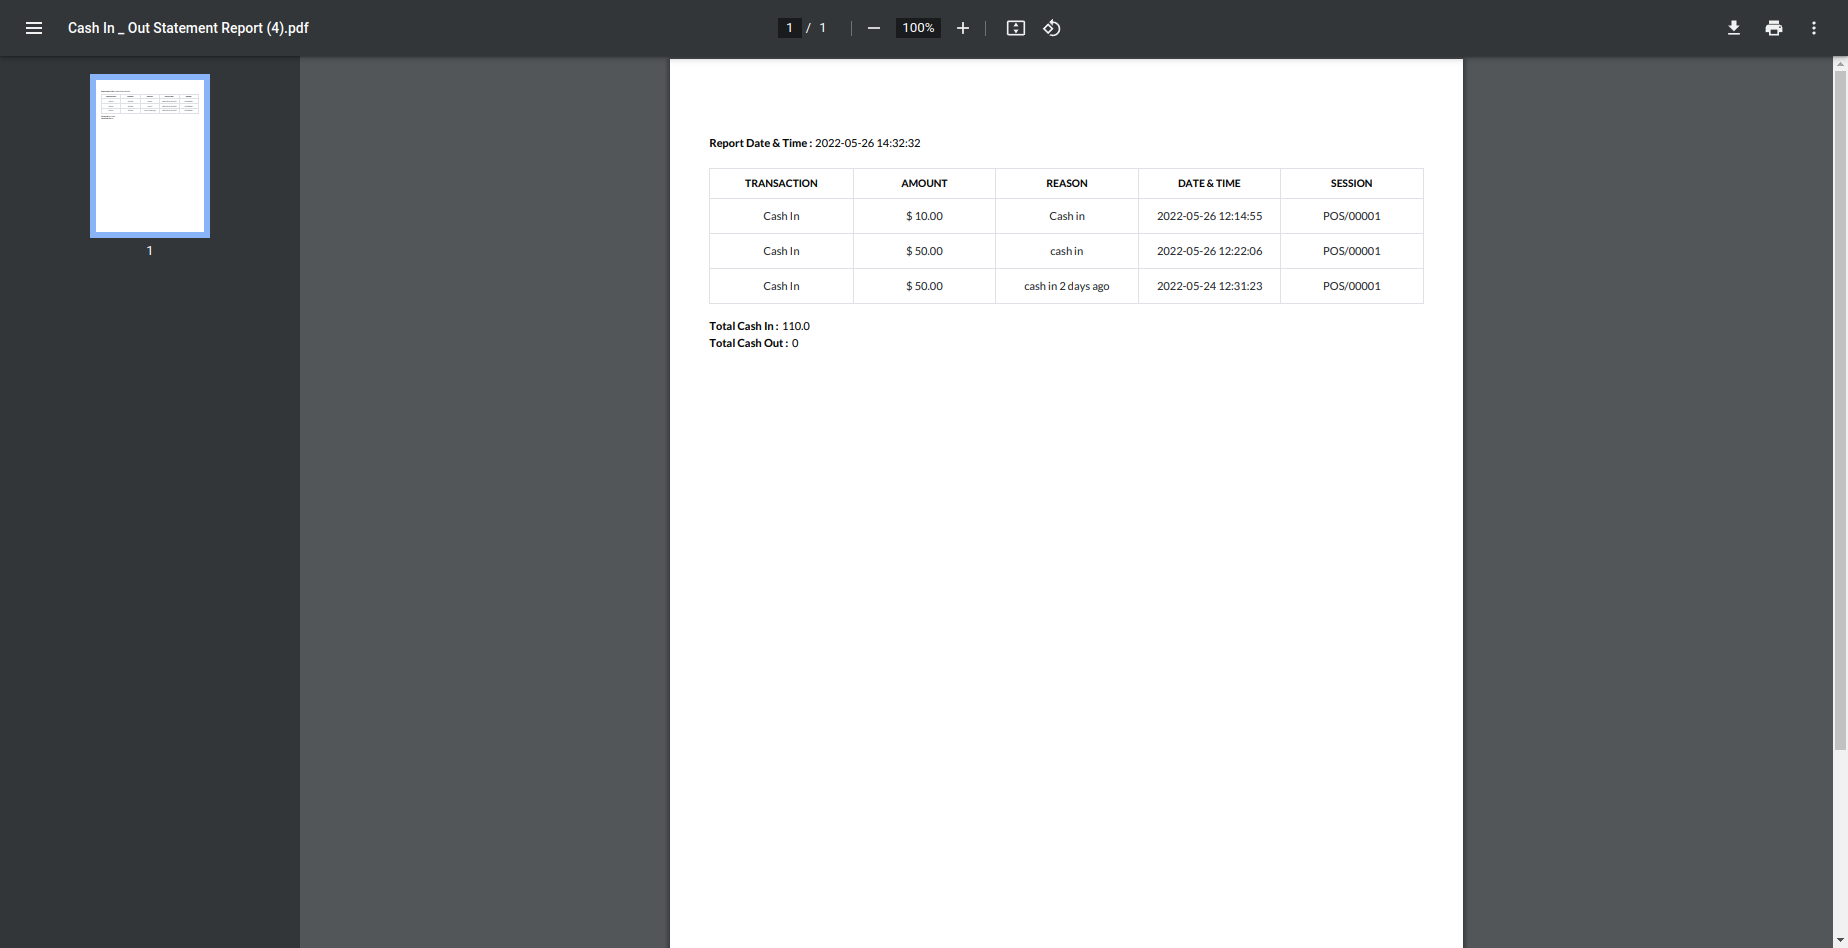 Cash In _ Out Statement Report (4).pdf
1 / 1
100%
1
Report Date & Time : 2022-05-26 14:32:32
TRANSACTION AMOUNT REASON DATE & TIME SESSION
Cash In $ 10.00 Cash in 2022-05-26 12:14:55 POS/00001
Cash In $ 50.00 cash in 2022-05-26 12:22:06 POS/00001
Cash In $ 50.00 cash in 2 days ago 2022-05-24 12:31:23 POS/00001
Total Cash In : 110.0
Total Cash Out : 0